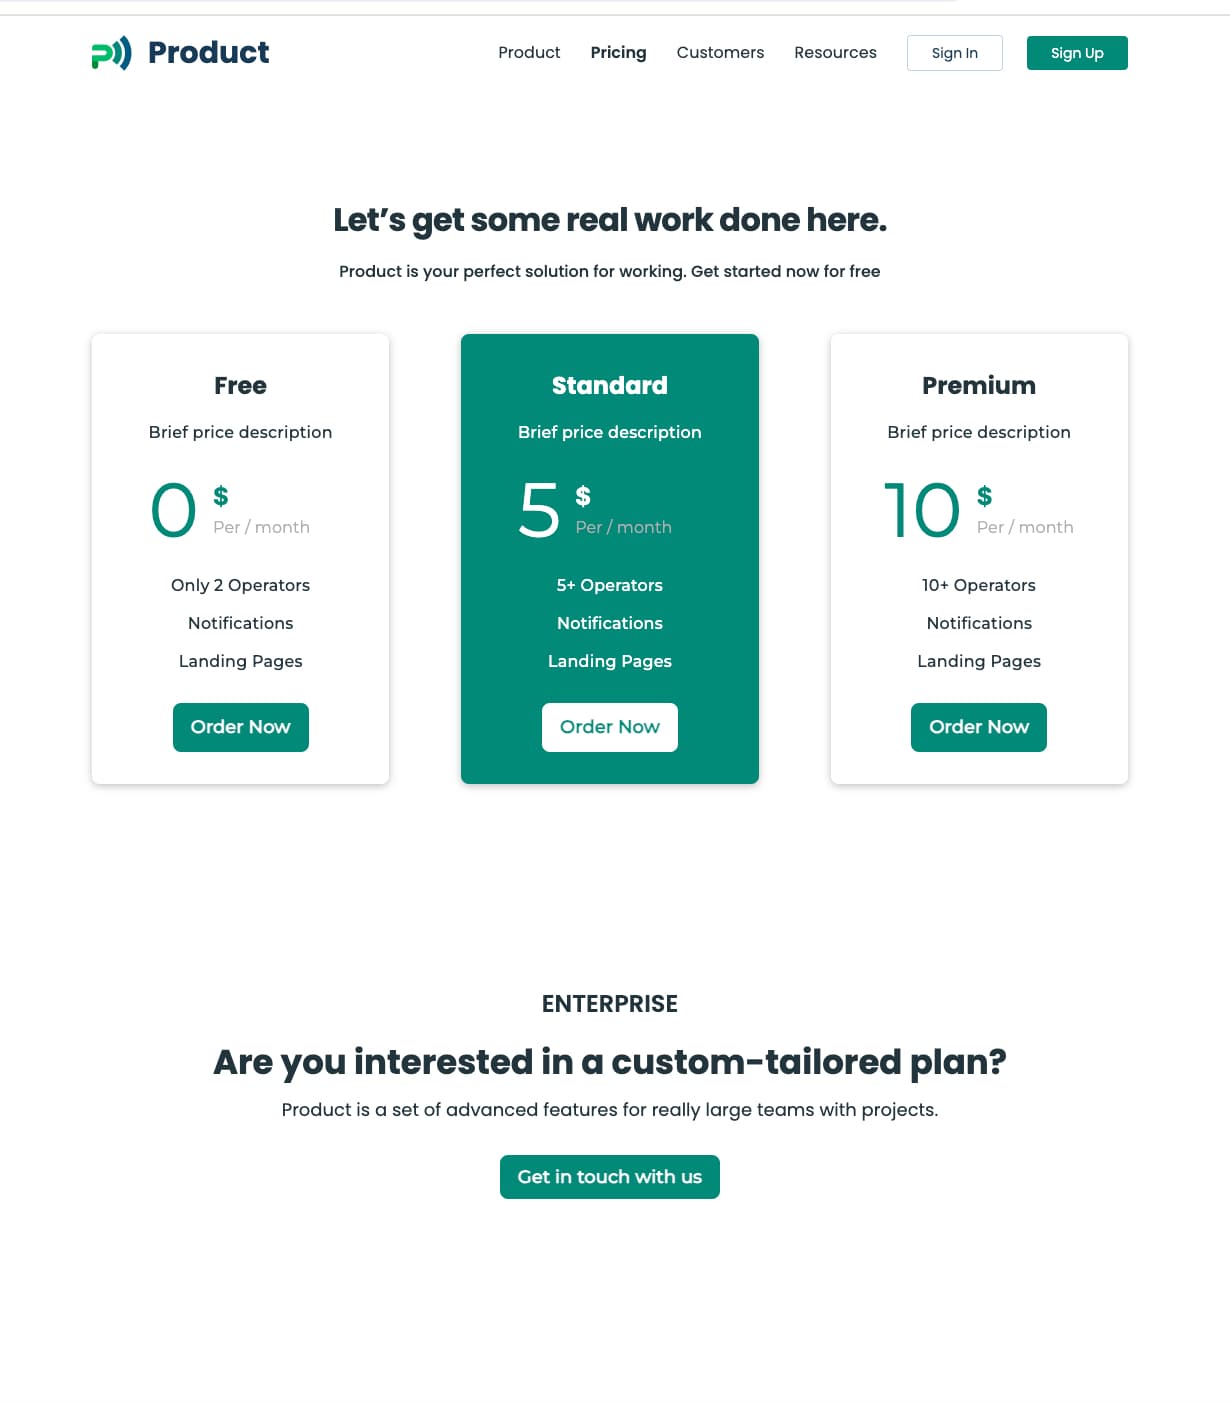 Product
Product Pricing Customers Resources Sign In Sign Up
Let's get some real work done here.
Product is your perfect solution for working. Get started now for free
Free
Brief price description
0 $
Per / month
Only 2 Operators
Notifications
Landing Pages
Order Now
Standard
Brief price description
5 $
Per / month
5+ Operators
Notifications
Landing Pages
Order Now
Premium
Brief price description
10 $
Per / month
10+ Operators
Notifications
Landing Pages
Order Now
ENTERPRISE
Are you interested in a custom-tailored plan?
Product is a set of advanced features for really large teams with projects.
Get in touch with us